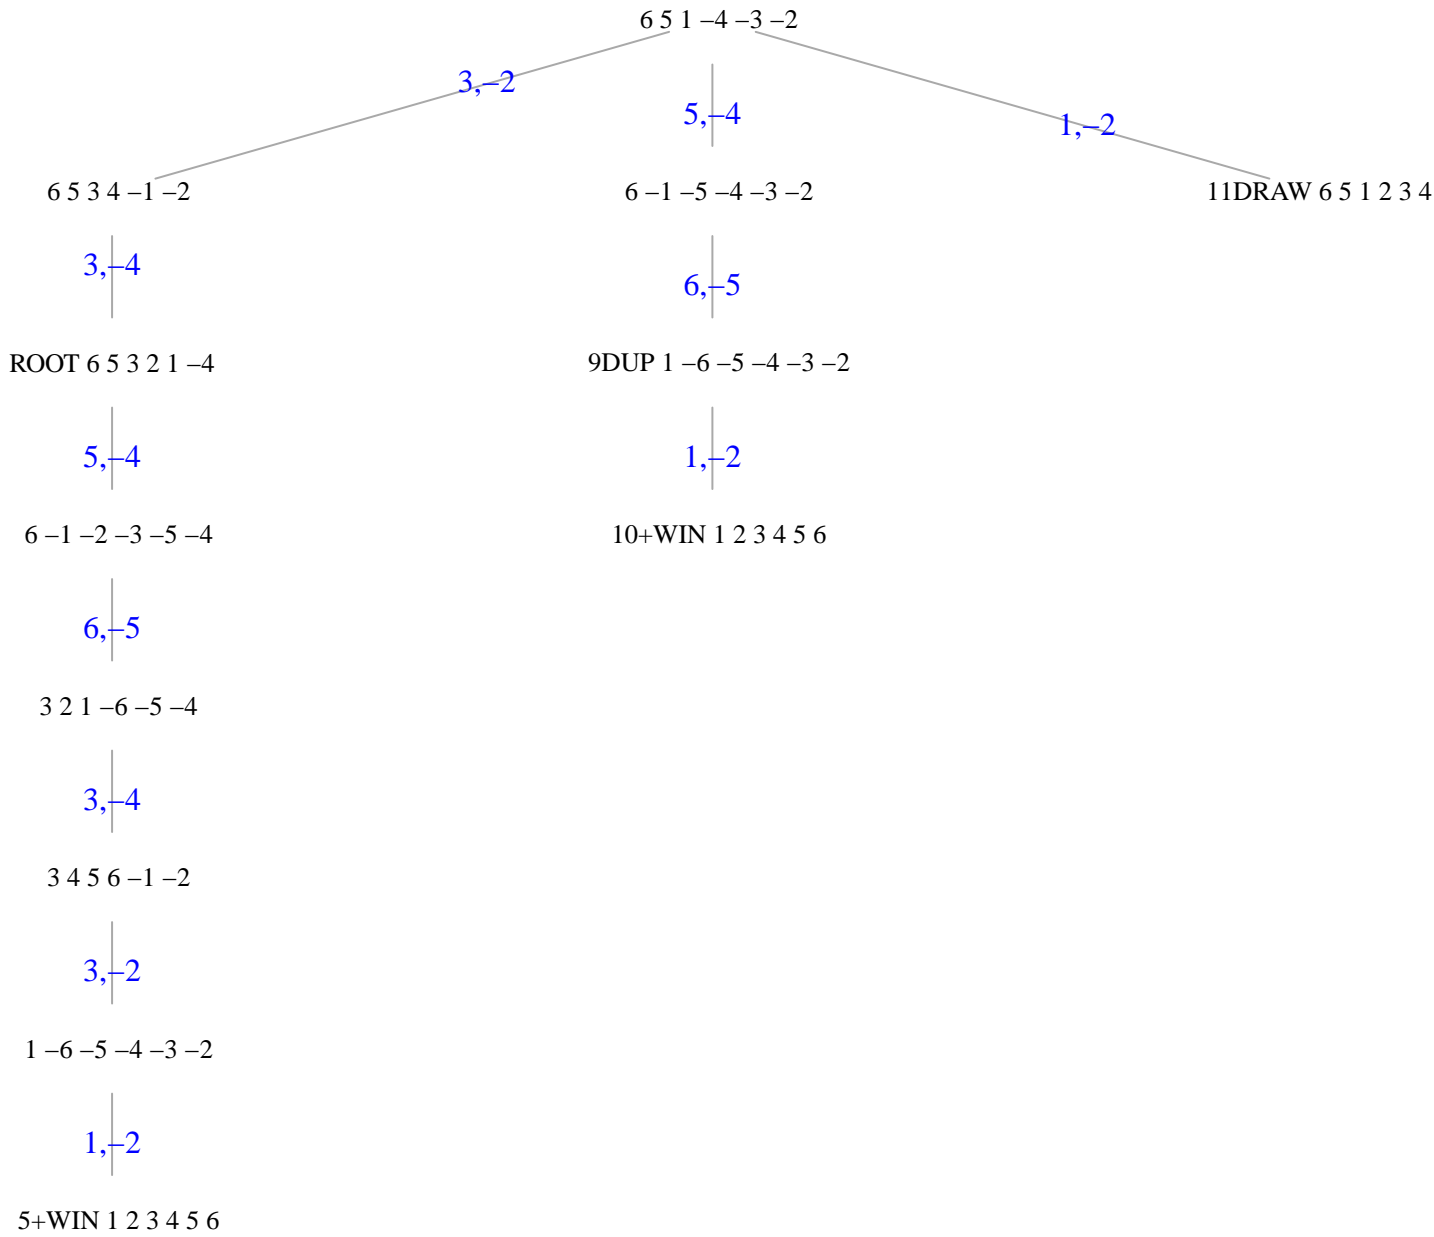 6 5 1 –4 –3 –2
3,–2
5,–4
1,–2
6 5 3 4 –1 –2
6 –1 –5 –4 –3 –2
11DRAW 6 5 1 2 3 4
3,–4
6,–5
ROOT 6 5 3 2 1 –4
9DUP 1 –6 –5 –4 –3 –2
5,–4
1,–2
6 –1 –2 –3 –5 –4
10+WIN 1 2 3 4 5 6
6,–5
3 2 1 –6 –5 –4
3,–4
3 4 5 6 –1 –2
3,–2
1 –6 –5 –4 –3 –2
1,–2
5+WIN 1 2 3 4 5 6